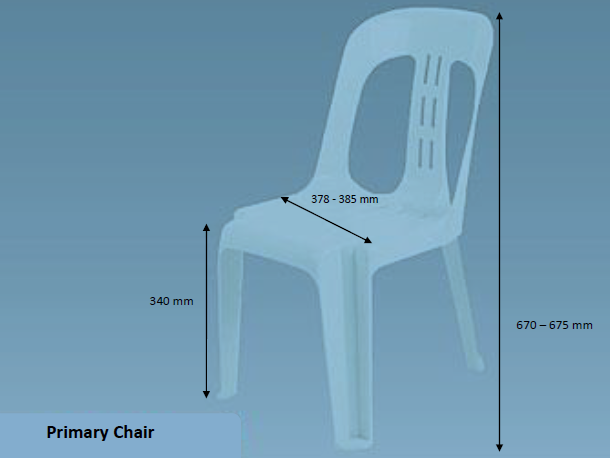 378 - 385 mm
340 mm
670 – 675 mm
Primary Chair